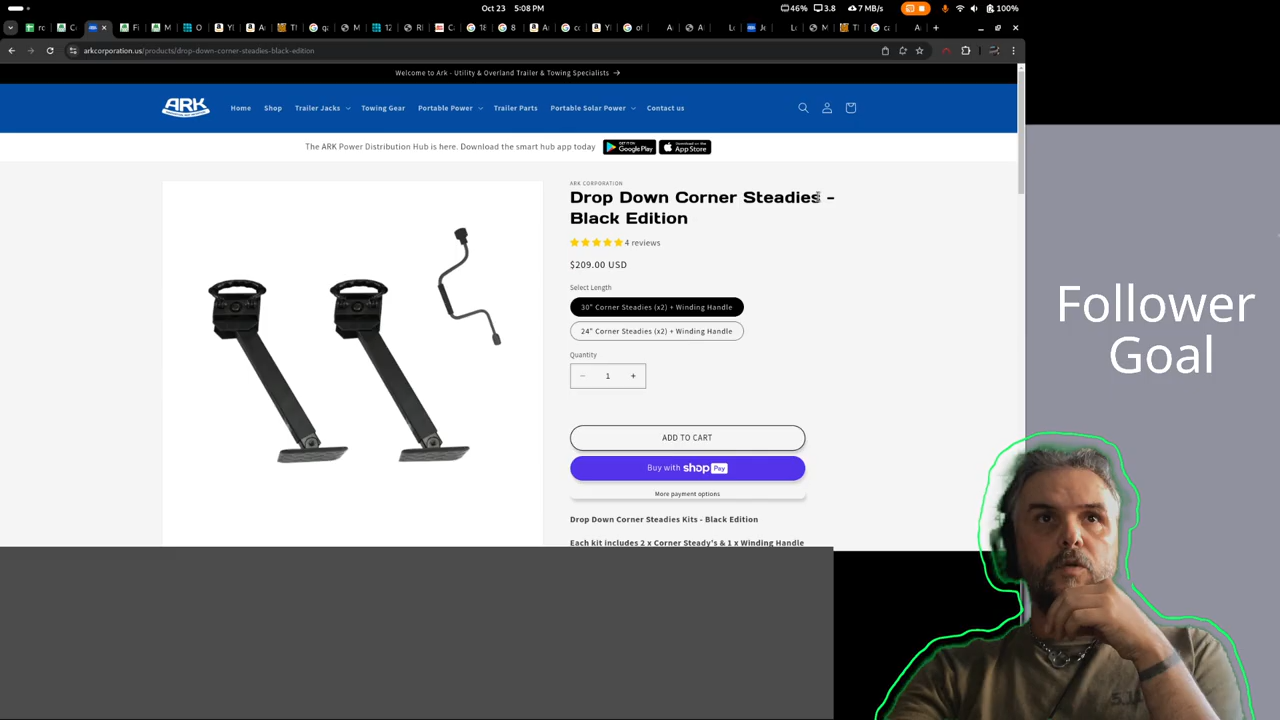 Oct 23 5:08 PM
46% 3.8 7 MB/s 100%
arkcorporation.us/products/drop-down-corner-steadies-black-edition
Welcome to Ark - Utility & Overland Trailer & Towing Specialists →
ARK
Home Shop Trailer Jacks Towing Gear Portable Power Trailer Parts Portable Solar Power Contact us
The ARK Power Distribution Hub is here. Download the smart hub app today
GET IT ON Google Play
Download on the App Store
ARK CORPORATION
Drop Down Corner Steadies -
Black Edition
4 reviews
$209.00 USD
Select Length
30" Corner Steadies (x2) + Winding Handle
24" Corner Steadies (x2) + Winding Handle
Quantity
− 1 +
ADD TO CART
Buy with shop Pay
More payment options
Drop Down Corner Steadies Kits - Black Edition
Each kit includes 2 x Corner Steady's & 1 x Winding Handle
Follower
Goal